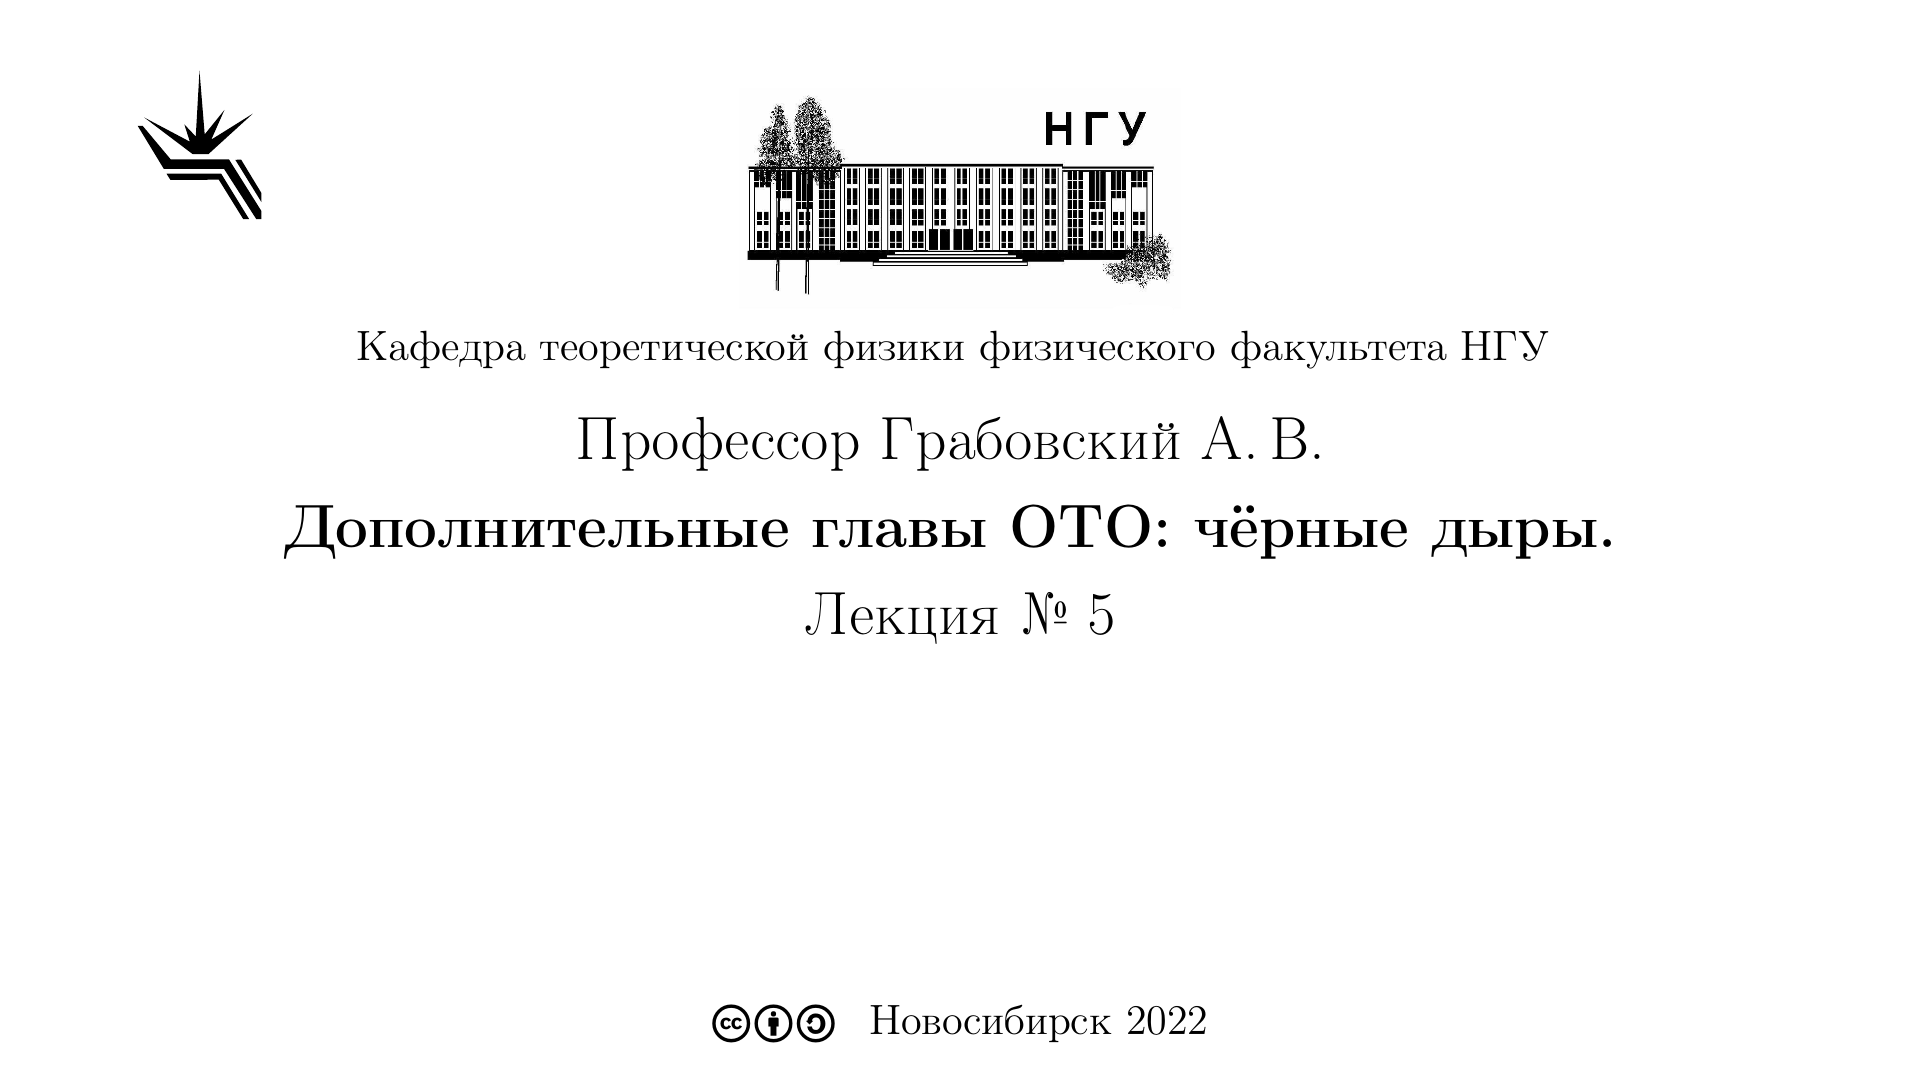 НГУ
Кафедра теоретической физики физического факультета НГУ
Профессор Грабовский А. В.
Дополнительные главы ОТО: чёрные дыры.
Лекция № 5
cc Новосибирск 2022